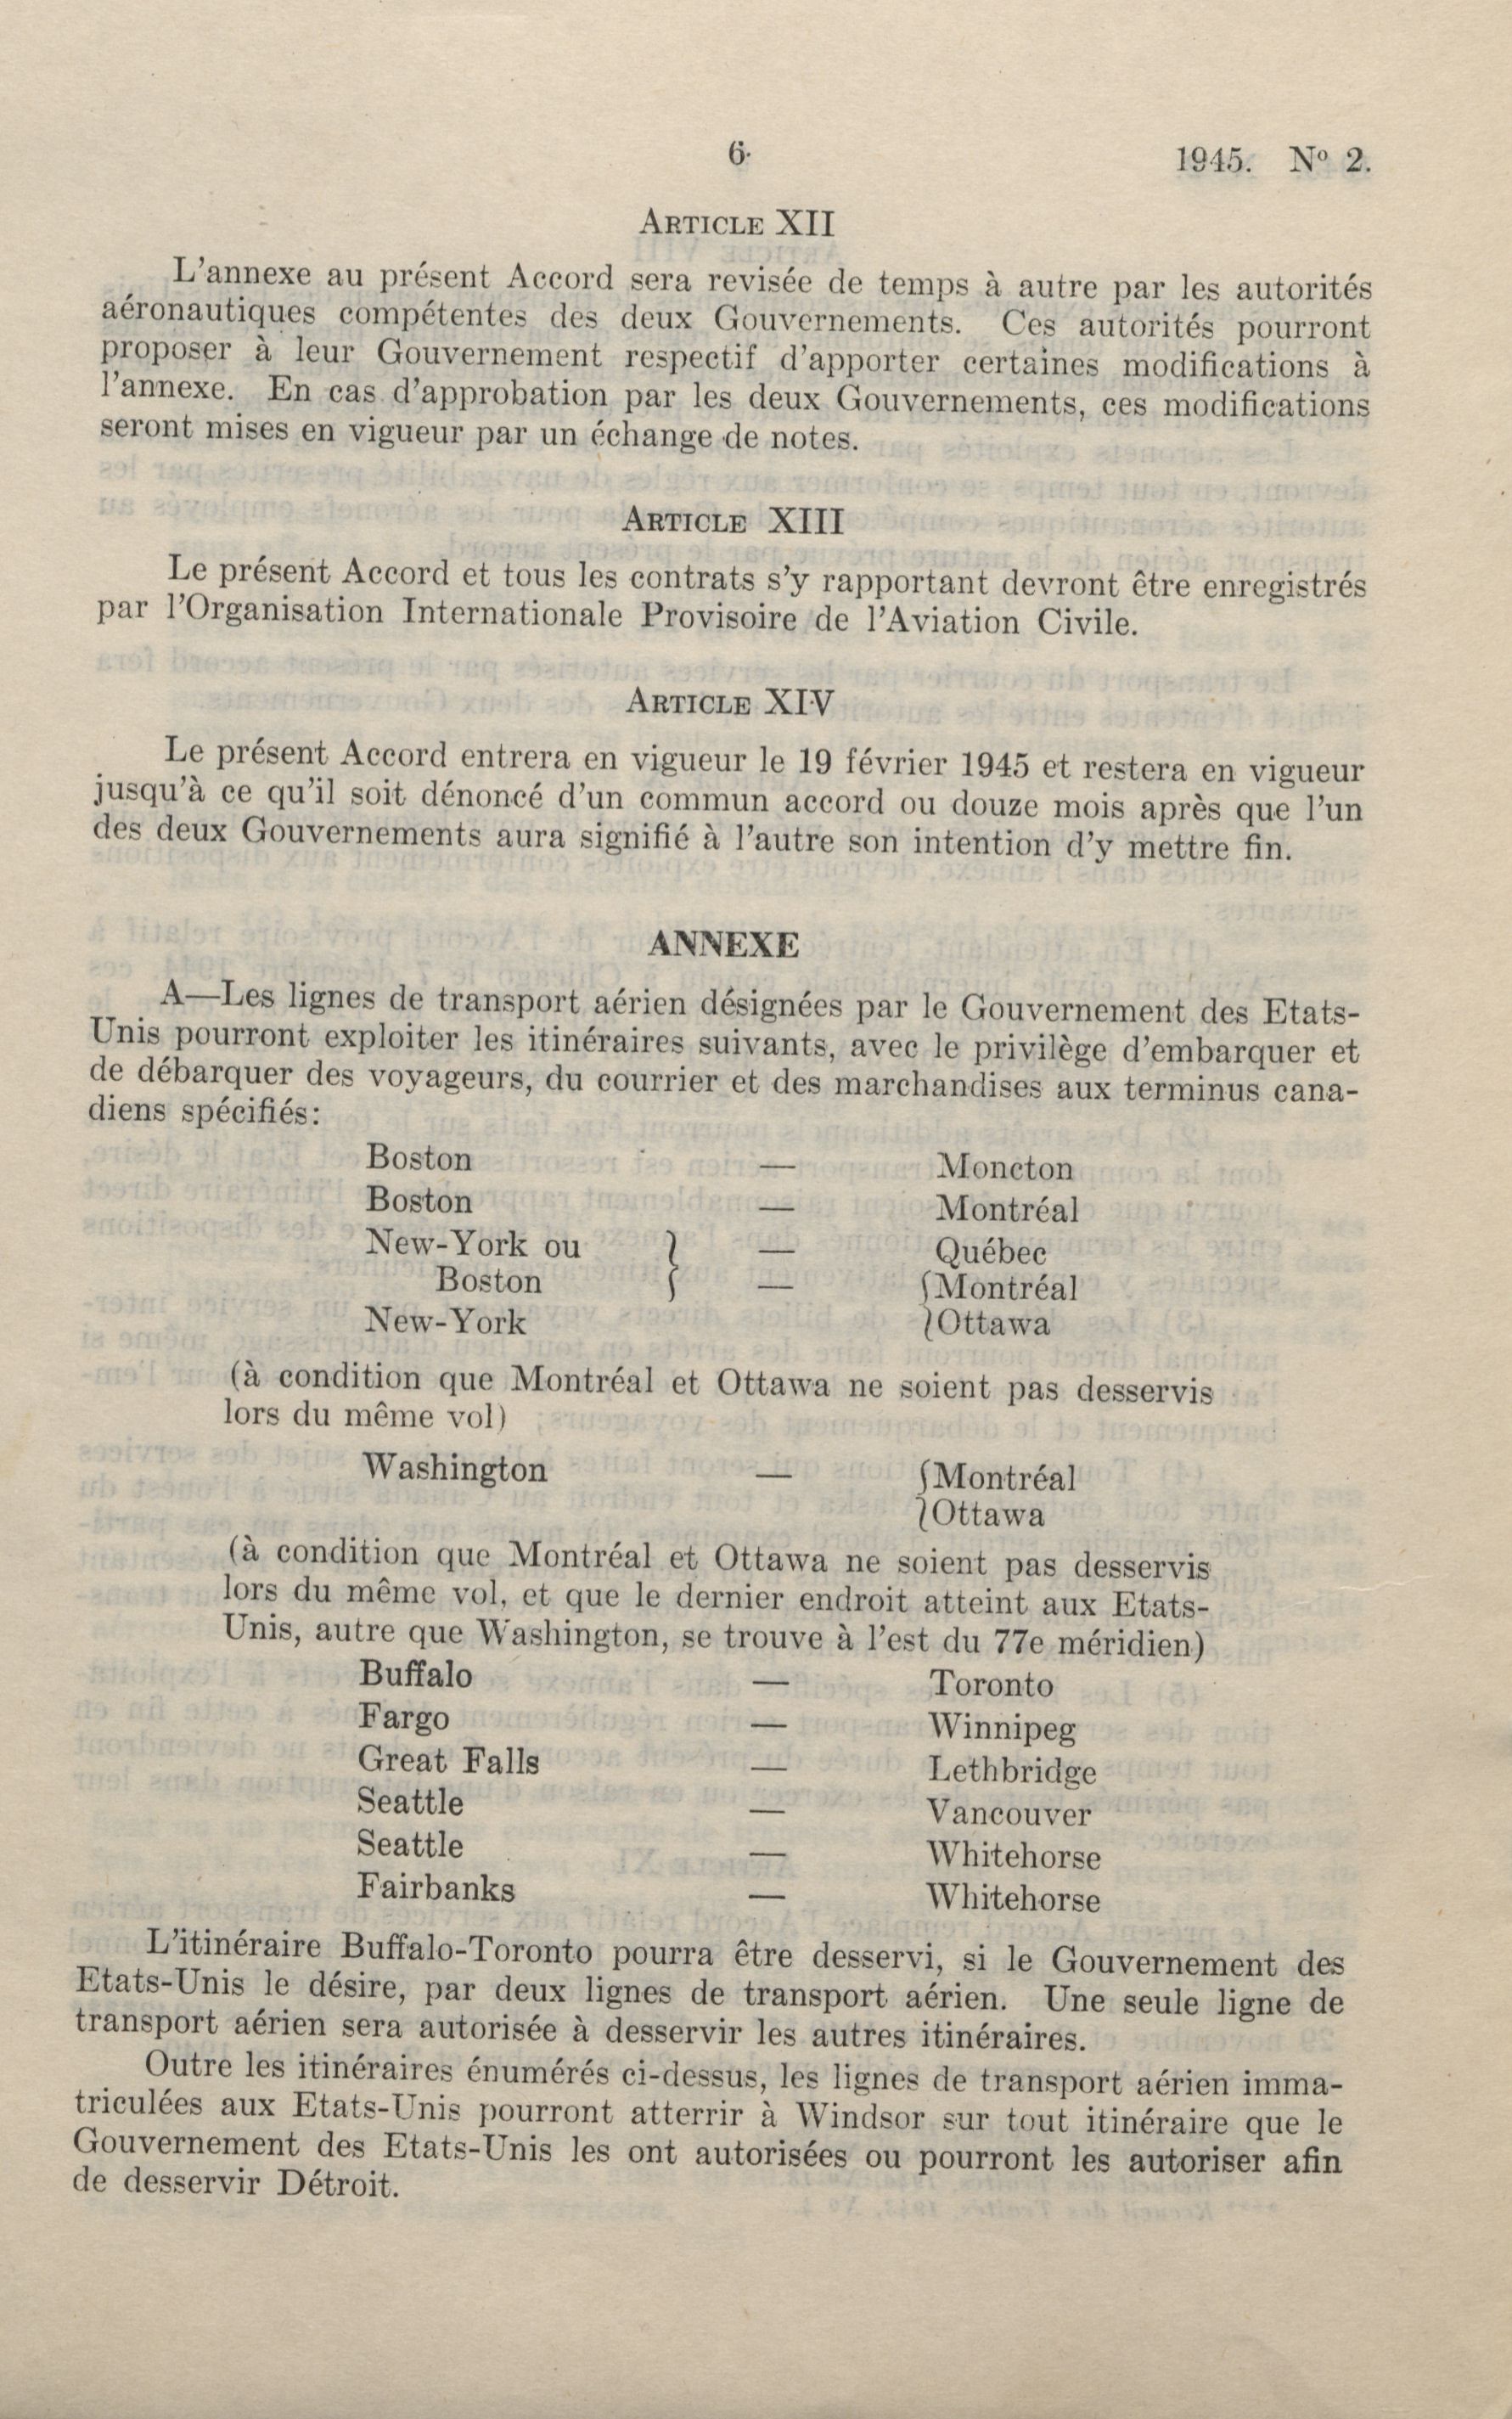 6·
1945. Nº 2.
ARTICLE XII
L'annexe au présent Accord sera revisée de temps à autre par les autorités
aéronautiques compétentes des deux Gouvernements. Ces autorités pourront
proposer à leur Gouvernement respectif d'apporter certaines modifications à
l'annexe. En cas d'approbation par les deux Gouvernements, ces modifications
seront mises en vigueur par un échange de notes.
ARTICLE XIII
Le présent Accord et tous les contrats s'y rapportant devront être enregistrés
par l'Organisation Internationale Provisoire de l'Aviation Civile.
ARTICLE XIV
Le présent Accord entrera en vigueur le 19 février 1945 et restera en vigueur
jusqu'à ce qu'il soit dénoncé d'un commun accord ou douze mois après que l'un
des deux Gouvernements aura signifié à l'autre son intention d'y mettre fin.
ANNEXE
A—Les lignes de transport aérien désignées par le Gouvernement des Etats-
Unis pourront exploiter les itinéraires suivants, avec le privilège d'embarquer et
de débarquer des voyageurs, du courrier et des marchandises aux terminus cana-
diens spécifiés:
Boston — Moncton
Boston — Montréal
New-York ou } — Québec
Boston } — {Montréal
New-York {Ottawa
(à condition que Montréal et Ottawa ne soient pas desservis
lors du même vol)
Washington — {Montréal
{Ottawa
(à condition que Montréal et Ottawa ne soient pas desservis
lors du même vol, et que le dernier endroit atteint aux Etats-
Unis, autre que Washington, se trouve à l'est du 77e méridien)
Buffalo — Toronto
Fargo — Winnipeg
Great Falls — Lethbridge
Seattle — Vancouver
Seattle — Whitehorse
Fairbanks — Whitehorse
L'itinéraire Buffalo-Toronto pourra être desservi, si le Gouvernement des
Etats-Unis le désire, par deux lignes de transport aérien. Une seule ligne de
transport aérien sera autorisée à desservir les autres itinéraires.
Outre les itinéraires énumérés ci-dessus, les lignes de transport aérien imma-
triculées aux Etats-Unis pourront atterrir à Windsor sur tout itinéraire que le
Gouvernement des Etats-Unis les ont autorisées ou pourront les autoriser afin
de desservir Détroit.